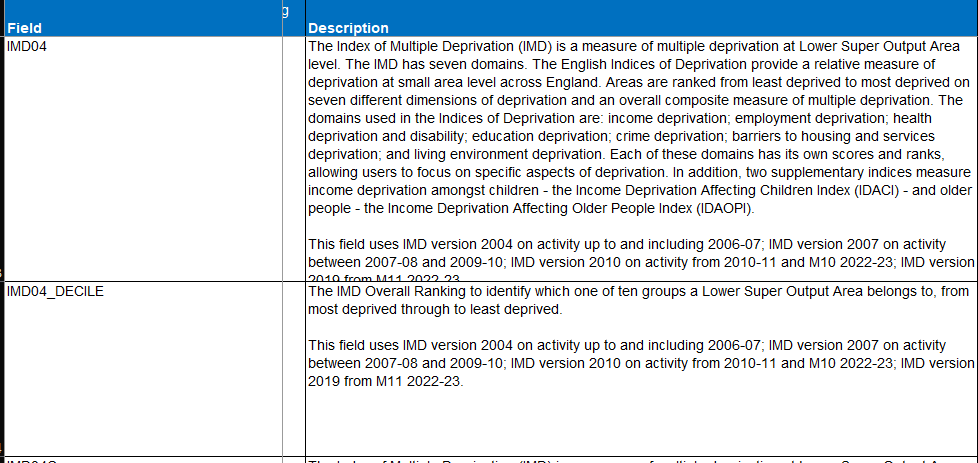 g
Field Description
IMD04 The Index of Multiple Deprivation (IMD) is a measure of multiple deprivation at Lower Super Output Area
level. The IMD has seven domains. The English Indices of Deprivation provide a relative measure of
deprivation at small area level across England. Areas are ranked from least deprived to most deprived on
seven different dimensions of deprivation and an overall composite measure of multiple deprivation. The
domains used in the Indices of Deprivation are: income deprivation; employment deprivation; health
deprivation and disability; education deprivation; crime deprivation; barriers to housing and services
deprivation; and living environment deprivation. Each of these domains has its own scores and ranks,
allowing users to focus on specific aspects of deprivation. In addition, two supplementary indices measure
income deprivation amongst children - the Income Deprivation Affecting Children Index (IDACI) - and older
people - the Income Deprivation Affecting Older People Index (IDAOPI).
This field uses IMD version 2004 on activity up to and including 2006-07; IMD version 2007 on activity
between 2007-08 and 2009-10; IMD version 2010 on activity from 2010-11 and M10 2022-23; IMD version
2019 from M11 2022-23
IMD04_DECILE The IMD Overall Ranking to identify which one of ten groups a Lower Super Output Area belongs to, from
most deprived through to least deprived.
This field uses IMD version 2004 on activity up to and including 2006-07; IMD version 2007 on activity
between 2007-08 and 2009-10; IMD version 2010 on activity from 2010-11 and M10 2022-23; IMD version
2019 from M11 2022-23.